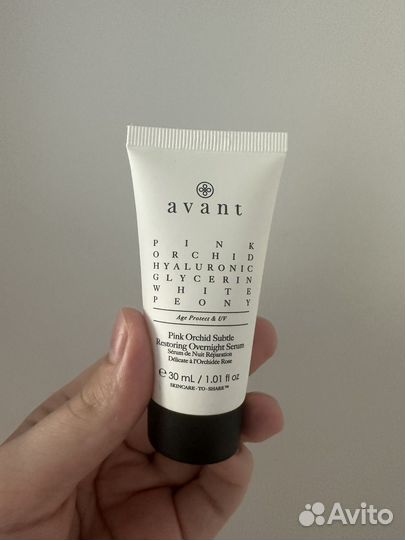 avant
PINK
ORCHID
HYALURONIC
GLYCERIN
WHITE
PEONY
Age Protect & UV
Pink Orchid Subtle
Restoring Overnight Serum
Sérum de Nuit Réparation
Délicate à l'Orchidée Rose
℮ 30 mL / 1.01 fl oz
SKINCARE-TO-SHARE™
Avito